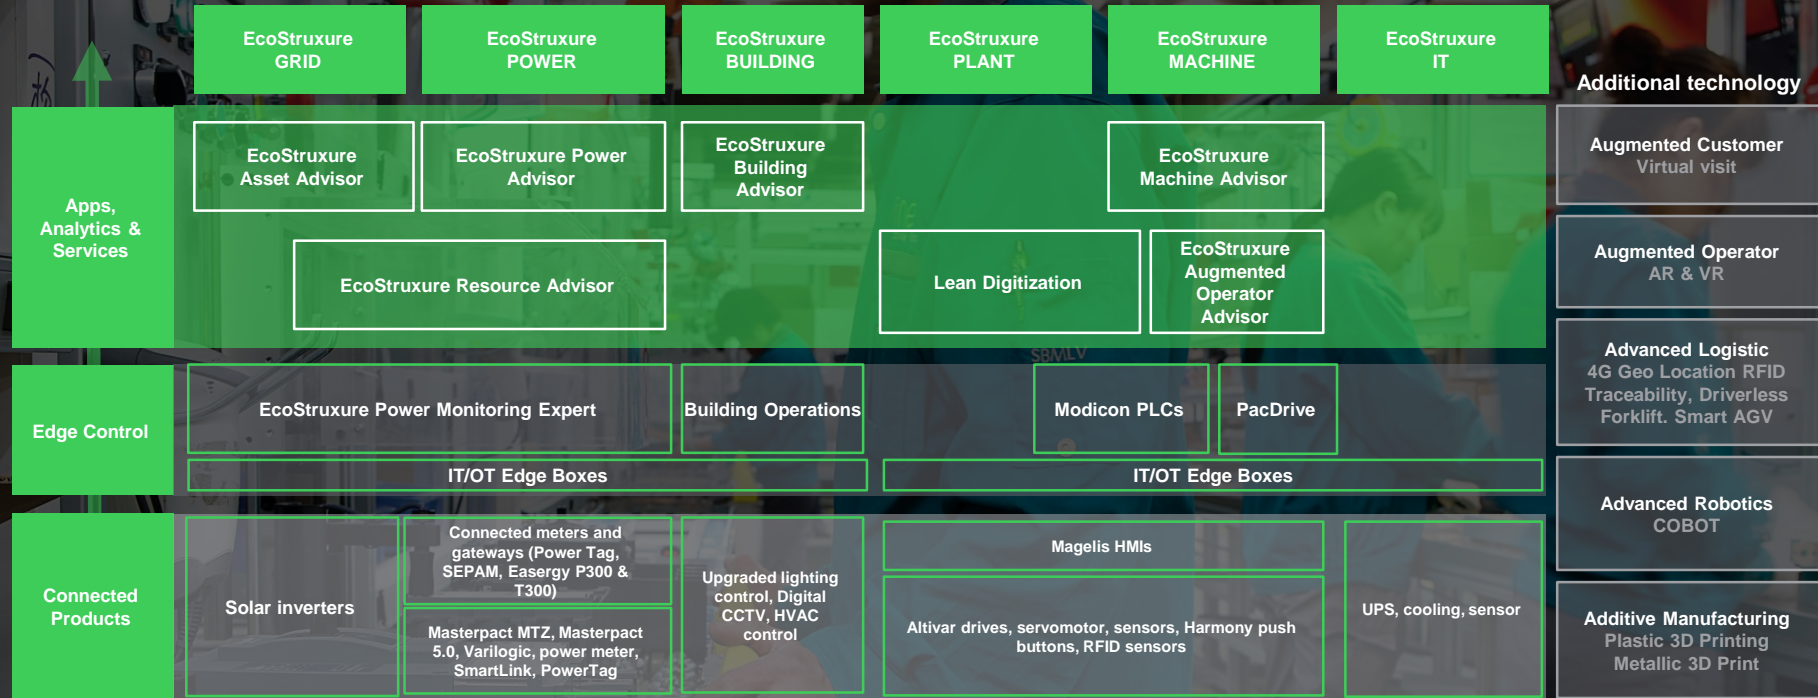 EcoStruxure
GRID
EcoStruxure
POWER
EcoStruxure
BUILDING
EcoStruxure
PLANT
EcoStruxure
MACHINE
EcoStruxure
IT
Additional technology
Apps,
Analytics &
Services
EcoStruxure
Asset Advisor
EcoStruxure Power
Advisor
EcoStruxure
Building
Advisor
EcoStruxure
Machine Advisor
EcoStruxure Resource Advisor
Lean Digitization
EcoStruxure
Augmented
Operator
Advisor
SBMLV
Edge Control
EcoStruxure Power Monitoring Expert
Building Operations
Modicon PLCs
PacDrive
IT/OT Edge Boxes
IT/OT Edge Boxes
Connected
Products
Solar inverters
Connected meters and
gateways (Power Tag,
SEPAM, Easergy P300 &
T300)
Masterpact MTZ, Masterpact
5.0, Varilogic, power meter,
SmartLink, PowerTag
Upgraded lighting
control, Digital
CCTV, HVAC
control
Magelis HMIs
Altivar drives, servomotor, sensors, Harmony push
buttons, RFID sensors
UPS, cooling, sensor
Augmented Customer
Virtual visit
Augmented Operator
AR & VR
Advanced Logistic
4G Geo Location RFID
Traceability, Driverless
Forklift. Smart AGV
Advanced Robotics
COBOT
Additive Manufacturing
Plastic 3D Printing
Metallic 3D Print